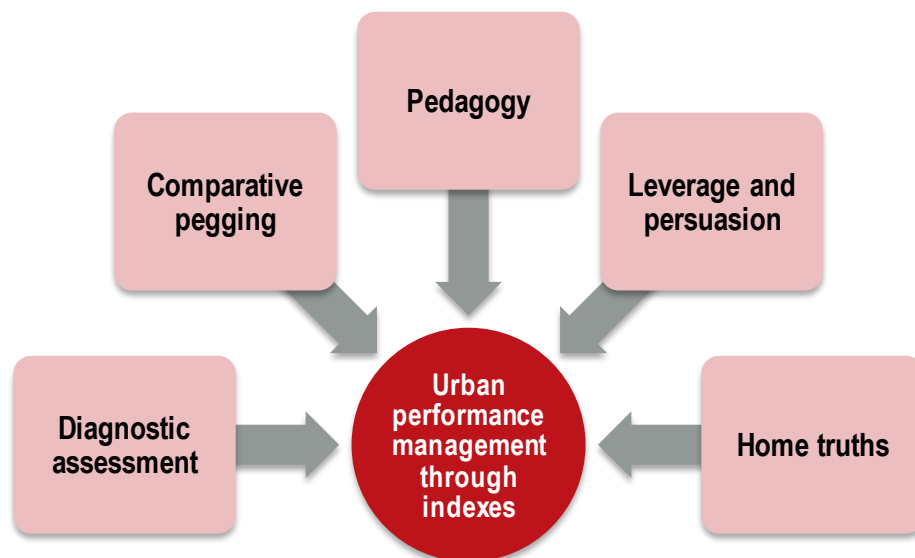 Pedagogy
Comparative
pegging
Leverage and
persuasion
Diagnostic
assessment
Urban
performance
management
through
indexes
Home truths